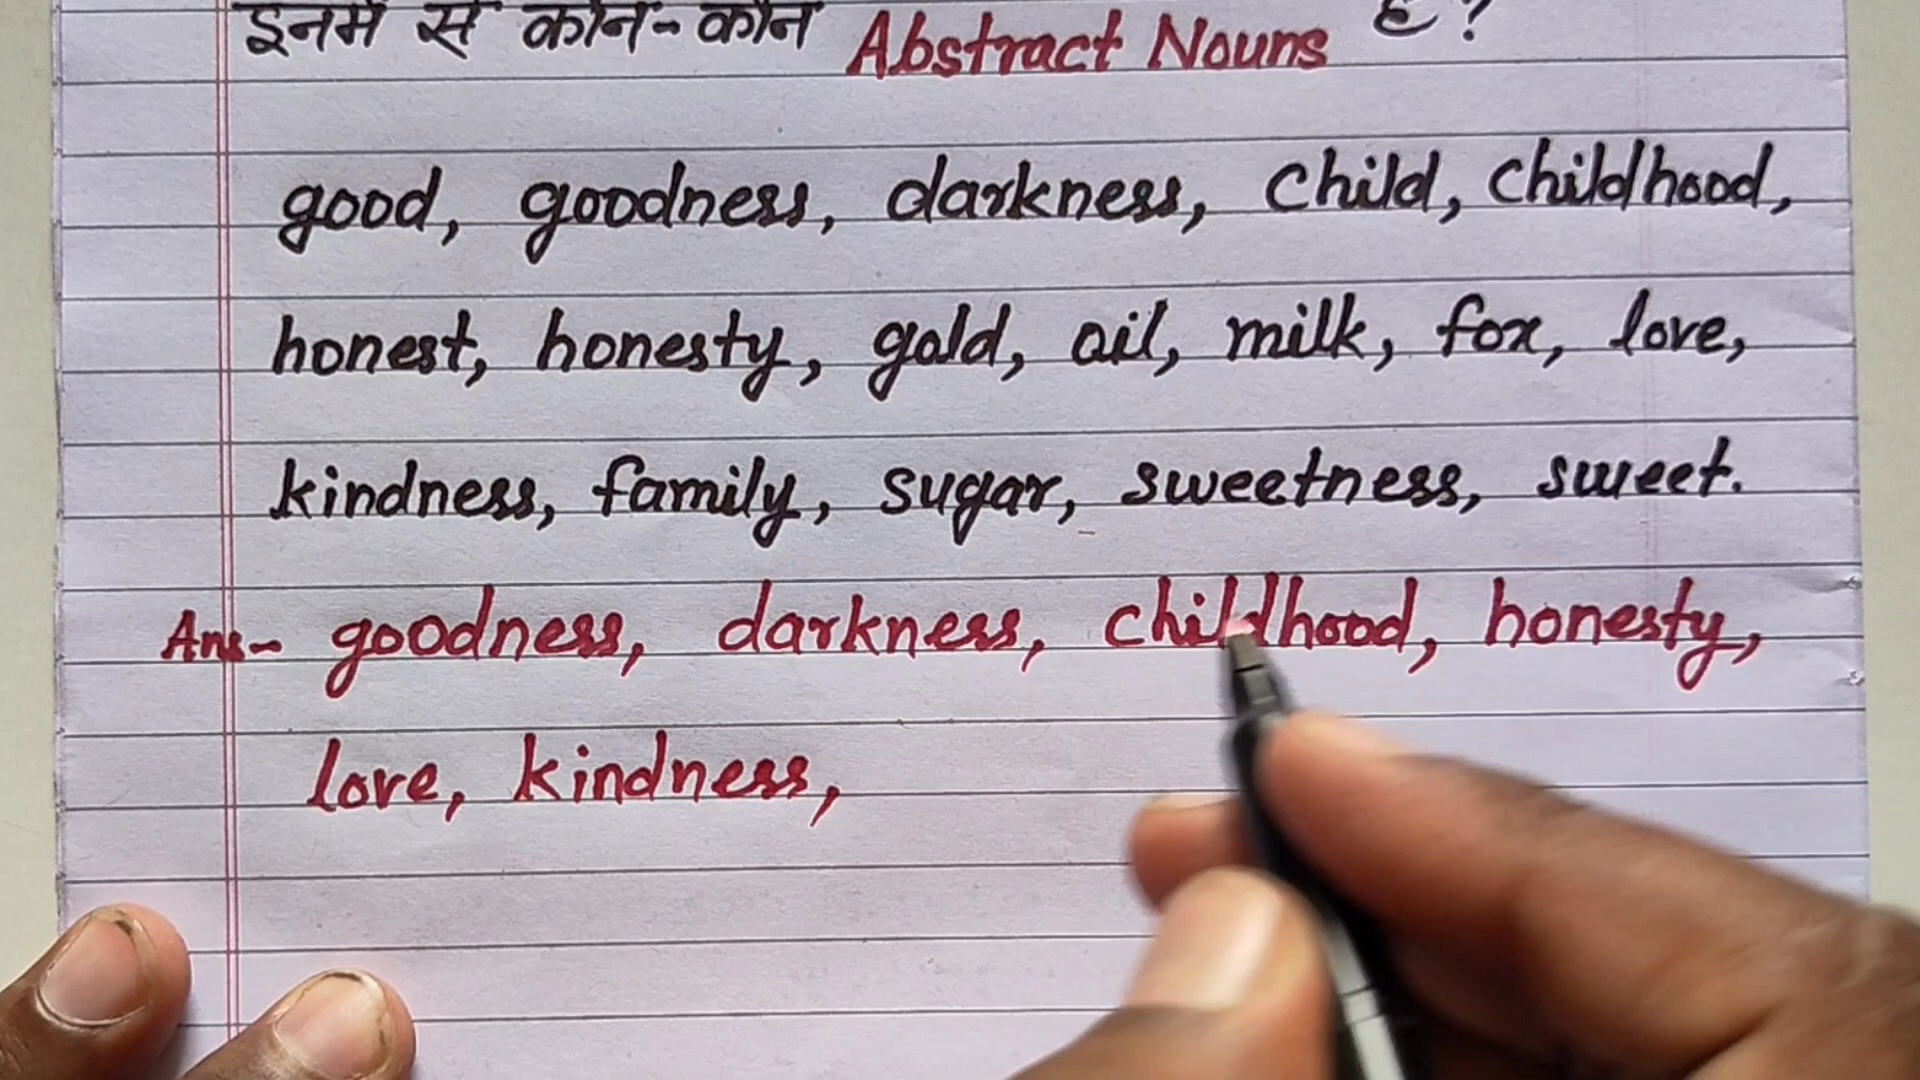 इनमें से कौन-कौन Abstract Nouns है?
good, goodness, darkness, child, childhood,
honest, honesty, gold, oil, milk, fox, love,
kindness, family, sugar, sweetness, sweet.
Ans- goodness, darkness, childhood, honesty,
love, kindness,